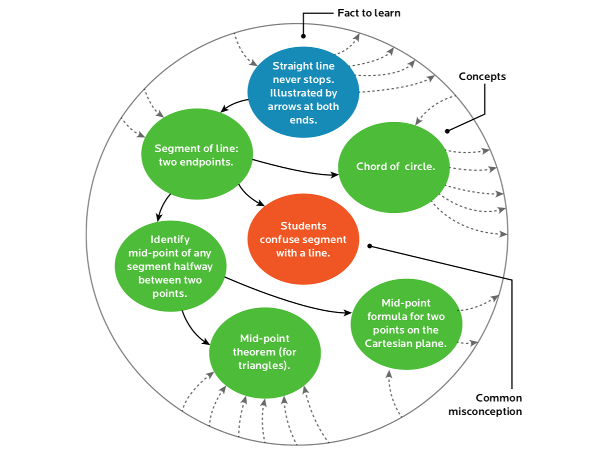 Fact to learn
Straight line
never stops.
Illustrated by
arrows at both
ends.
Concepts
Segment of line:
two endpoints.
Chord of circle.
Students
confuse segment
with a line.
Identify
mid-point of any
segment halfway
between two
points.
Mid-point
formula for two
points on the
Cartesian plane.
Mid-point
theorem (for
triangles).
Common
misconception